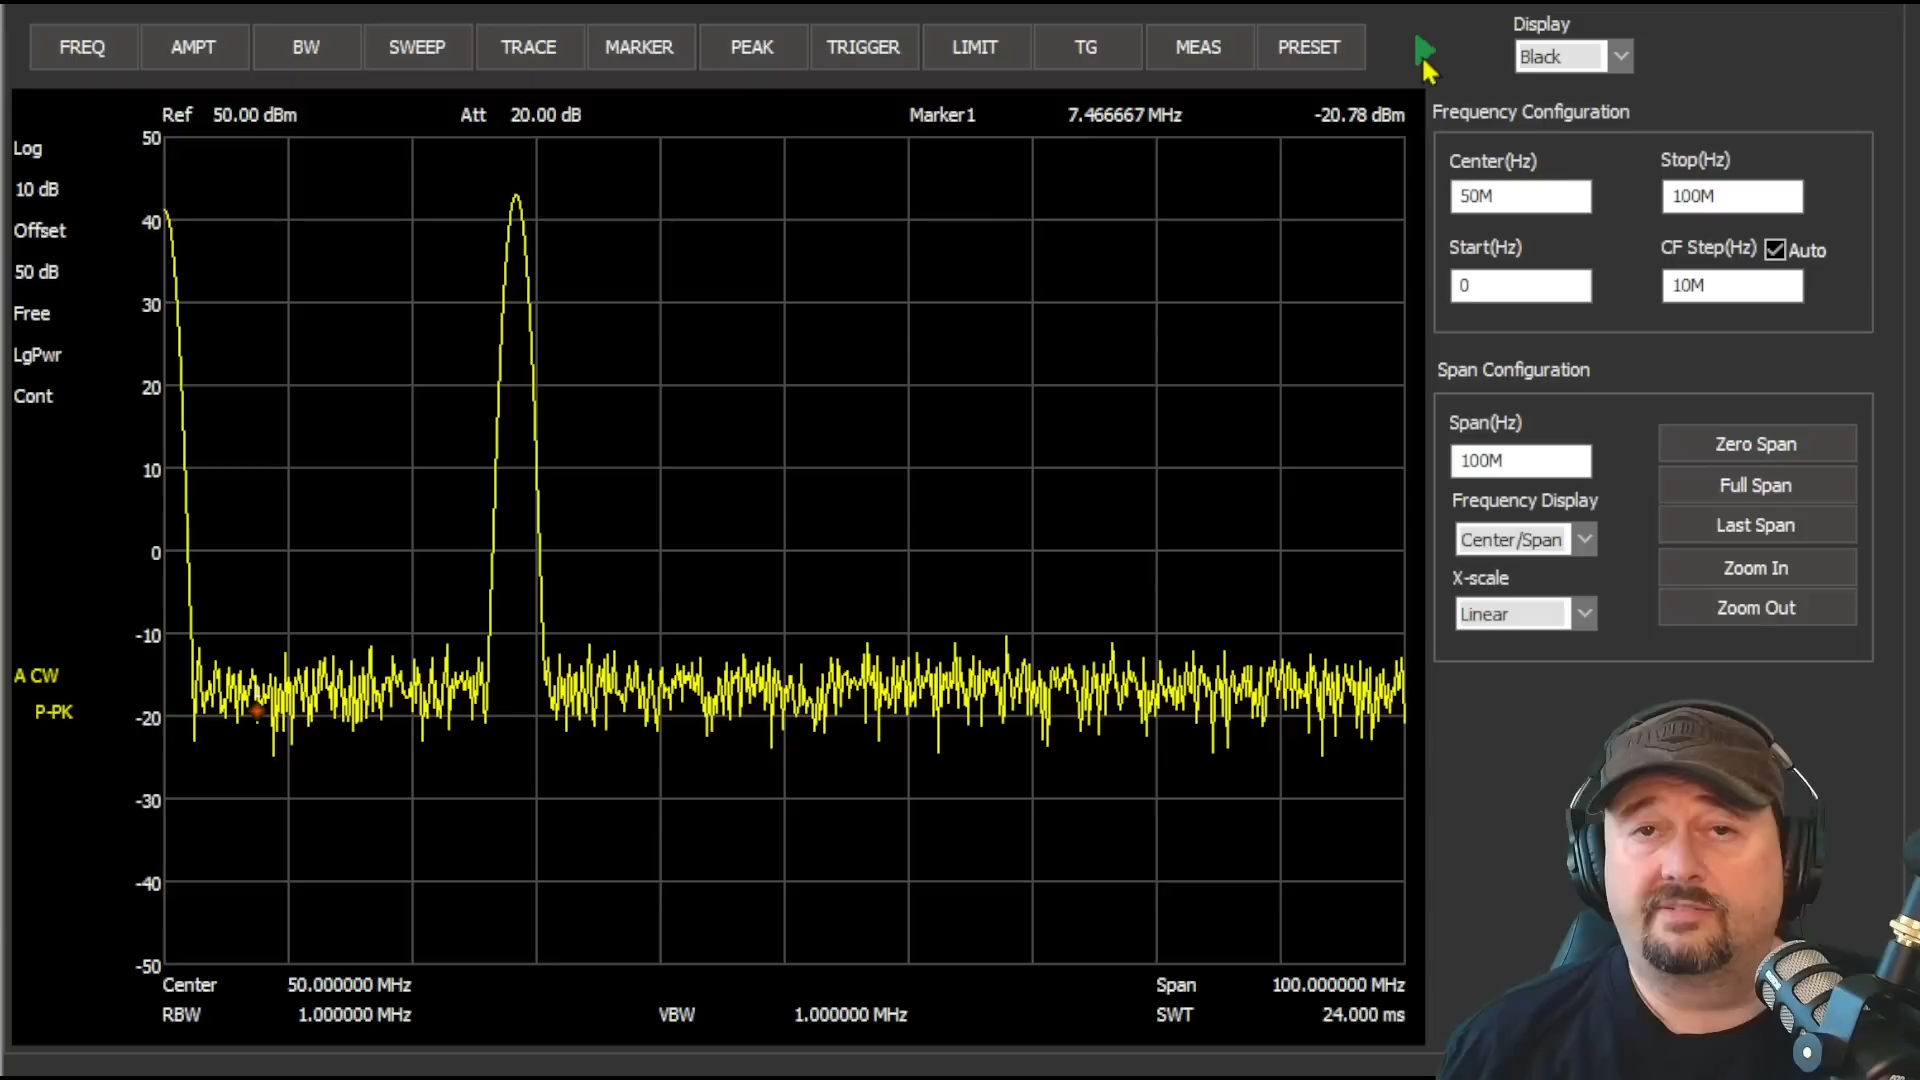 FREQ AMPT BW SWEEP TRACE MARKER PEAK TRIGGER LIMIT TG MEAS PRESET
Display
Black
Ref 50.00 dBm Att 20.00 dB Marker1 7.466667 MHz -20.78 dBm
Log
10 dB
Offset
50 dB
Free
LgPwr
Cont
A CW
P-PK
50
40
30
20
10
0
-10
-20
-30
-40
-50
Center 50.000000 MHz Span 100.000000 MHz
RBW 1.000000 MHz VBW 1.000000 MHz SWT 24.000 ms
Frequency Configuration
Center(Hz) Stop(Hz)
50M 100M
Start(Hz) CF Step(Hz) Auto
0 10M
Span Configuration
Span(Hz)
100M
Frequency Display
Center/Span
X-scale
Linear
Zero Span
Full Span
Last Span
Zoom In
Zoom Out